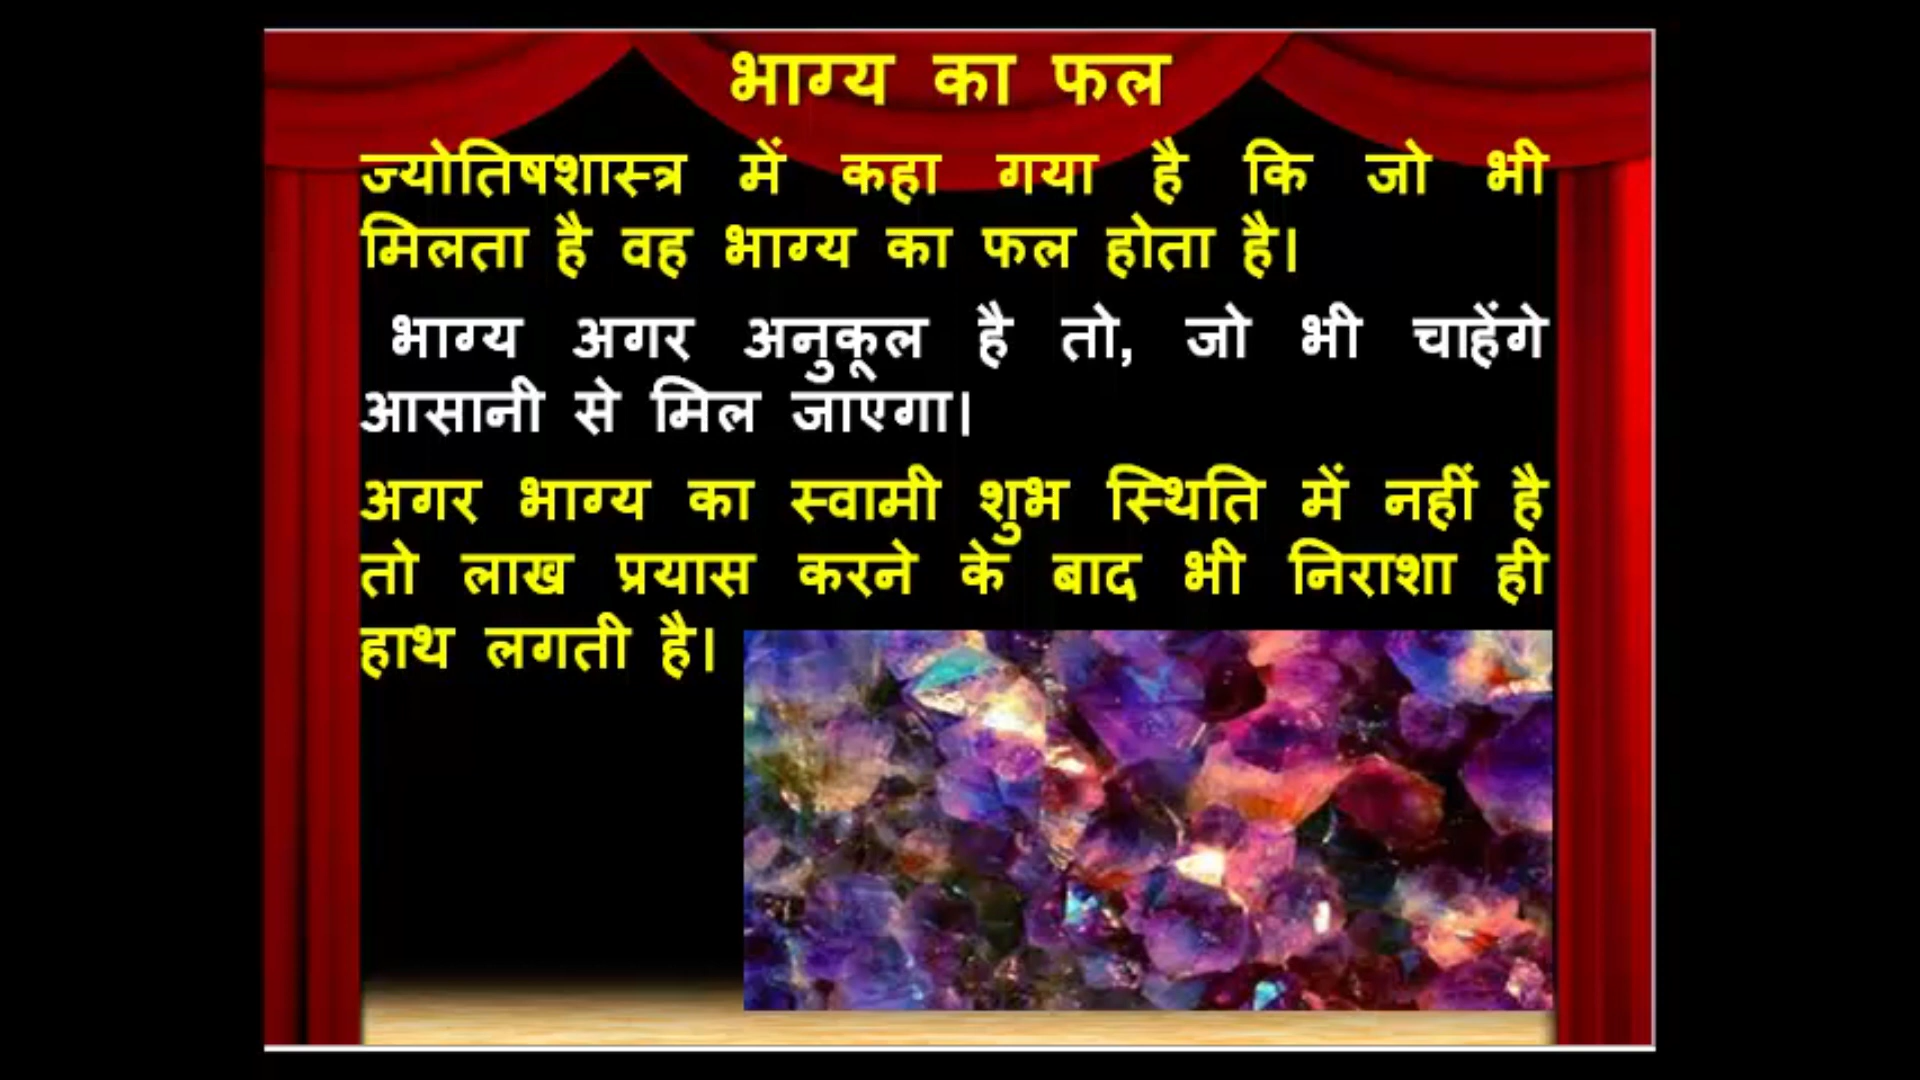 भाग्य का फल
ज्योतिषशास्त्र में कहा गया है कि जो भी
मिलता है वह भाग्य का फल होता है।
भाग्य अगर अनुकूल है तो, जो भी चाहेंगे
आसानी से मिल जाएगा।
अगर भाग्य का स्वामी शुभ स्थिति में नहीं है
तो लाख प्रयास करने के बाद भी निराशा ही
हाथ लगती है।